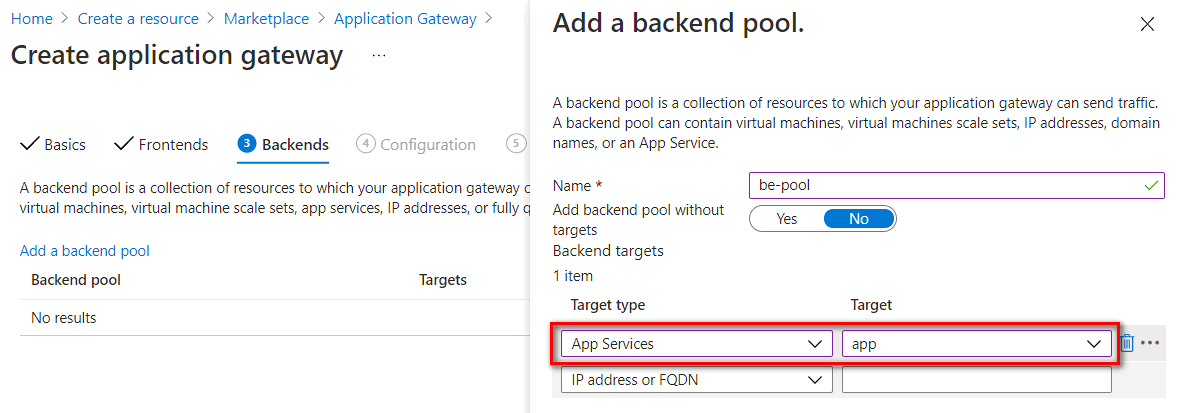 Home > Create a resource > Marketplace > Application Gateway >
Create application gateway ...
Basics Frontends 3 Backends 4 Configuration 5
A backend pool is a collection of resources to which your application gateway c
virtual machines, virtual machine scale sets, app services, IP addresses, or fully q
Add a backend pool
Backend pool Targets
No results
Add a backend pool.
A backend pool is a collection of resources to which your application gateway can send traffic.
A backend pool can contain virtual machines, virtual machines scale sets, IP addresses, domain
names, or an App Service.
Name * be-pool
Add backend pool without
targets
Yes No
Backend targets
1 item
Target type Target
App Services app
IP address or FQDN